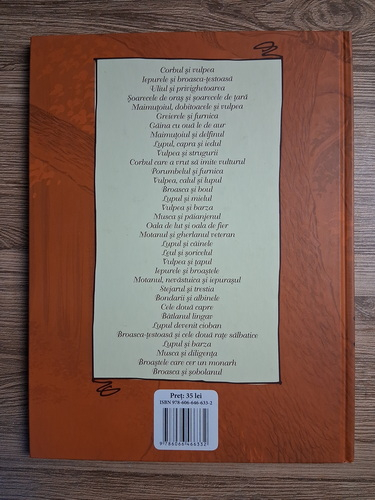 Corbul și vulpea
Iepurele și broasca-țestoasă
Uliul și privighetoarea
Șoarecele de oraș și șoarecele de țară
Maimuțoiul, dobitoacele și vulpea
Greierele și furnica
Găina cu ouă le de aur
Maimuțoiul și delfinul
Lupul, capra și iedul
Vulpea și strugurii
Corbul care a vrut să imite vulturul
Porumbelul și furnica
Vulpea, calul și lupul
Broasca și boul
Lupul și mielul
Vulpea și barza
Musca și păianjenul
Oala de lut și oala de fier
Motanul și gherlanul veteran
Lupul și câinele
Leul și șoricelul
Vulpea și țapul
Iepurele și broaștele
Motanul, nevăstuica și iepurașul
Stejarul și trestia
Bondarii și albinele
Cele două capre
Bâtlanul lingav
Lupul devenit cioban
Broasca-țestoasă și cele două rațe sălbatice
Lupul și barza
Musca și diligența
Broaștele care cer un monarh
Broasca și șobolanul
Preț: 35 lei
ISBN 978-606-646-633-2
9 786066 466332